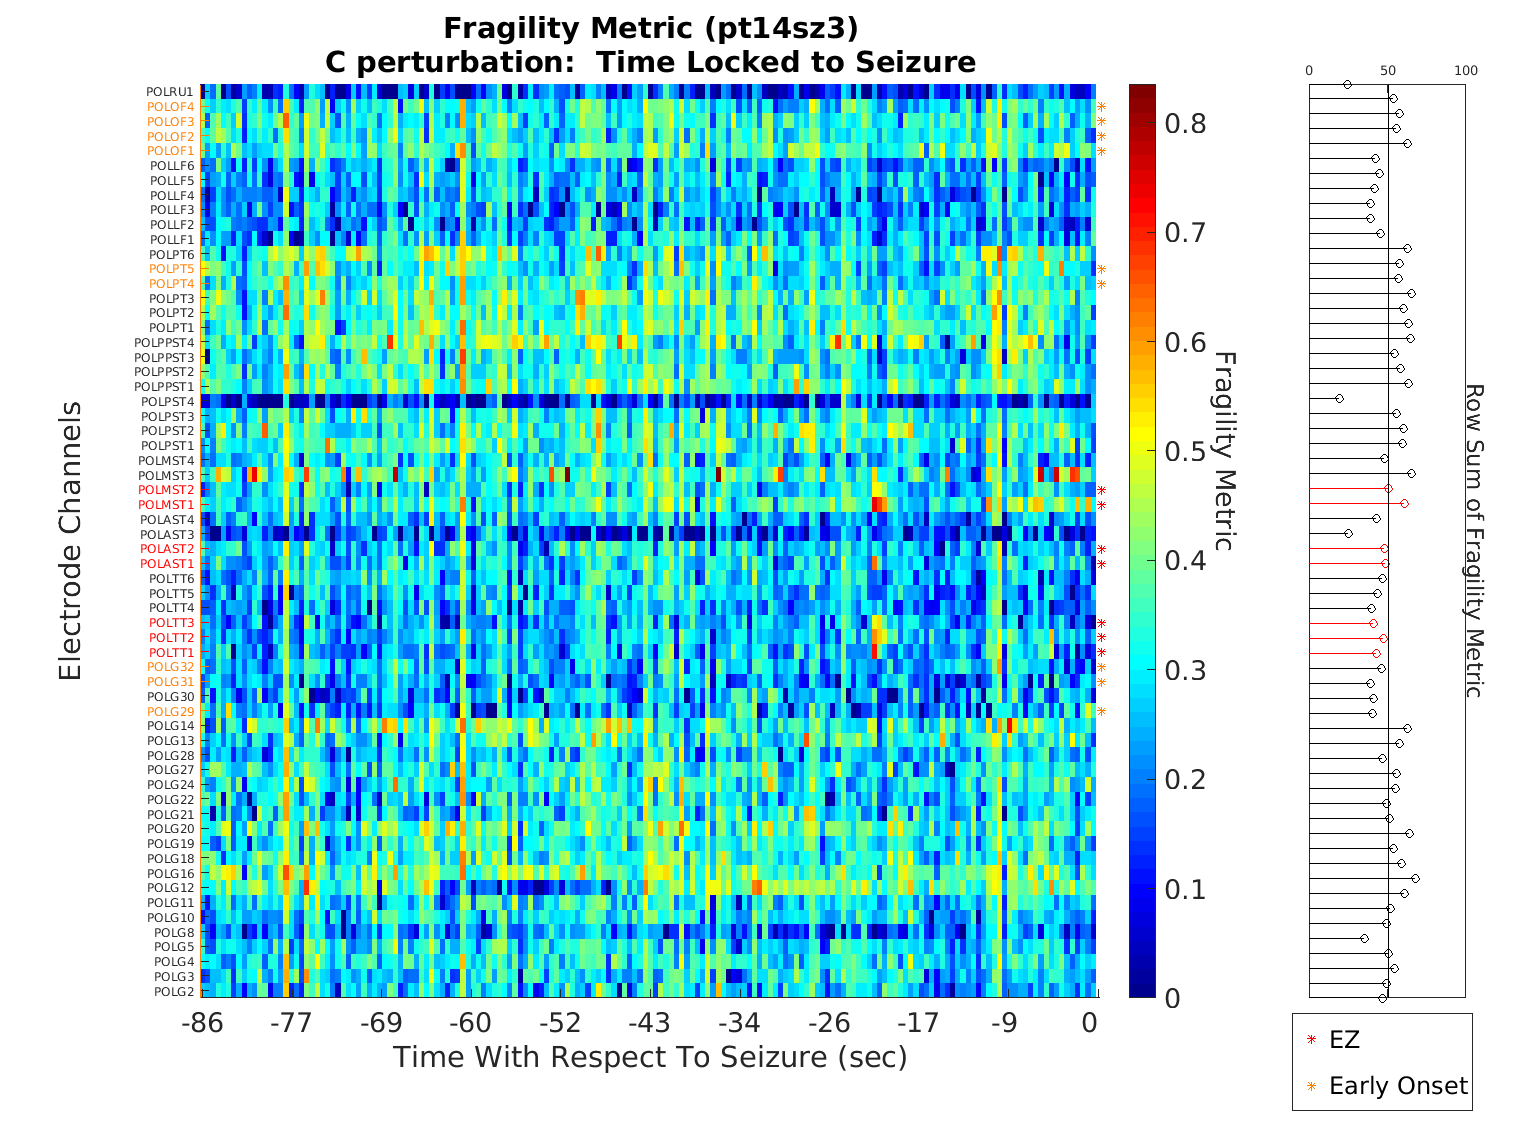 Fragility Metric (pt14sz3)
C perturbation:  Time Locked to Seizure
Electrode Channels
POLRU1
POLOF4
POLOF3
POLOF2
POLOF1
POLLF6
POLLF5
POLLF4
POLLF3
POLLF2
POLLF1
POLPT6
POLPT5
POLPT4
POLPT3
POLPT2
POLPT1
POLPPST4
POLPPST3
POLPPST2
POLPPST1
POLPST4
POLPST3
POLPST2
POLPST1
POLMST4
POLMST3
POLMST2
POLMST1
POLAST4
POLAST3
POLAST2
POLAST1
POLTT6
POLTT5
POLTT4
POLTT3
POLTT2
POLTT1
POLG32
POLG31
POLG30
POLG29
POLG14
POLG13
POLG28
POLG27
POLG24
POLG22
POLG21
POLG20
POLG19
POLG18
POLG16
POLG12
POLG11
POLG10
POLG8
POLG5
POLG4
POLG3
POLG2
-86 -77 -69 -60 -52 -43 -34 -26 -17 -9 0
Time With Respect To Seizure (sec)
0.8
0.7
0.6
0.5
0.4
0.3
0.2
0.1
0
Fragility Metric
0 50 100
Row Sum of Fragility Metric
EZ
Early Onset